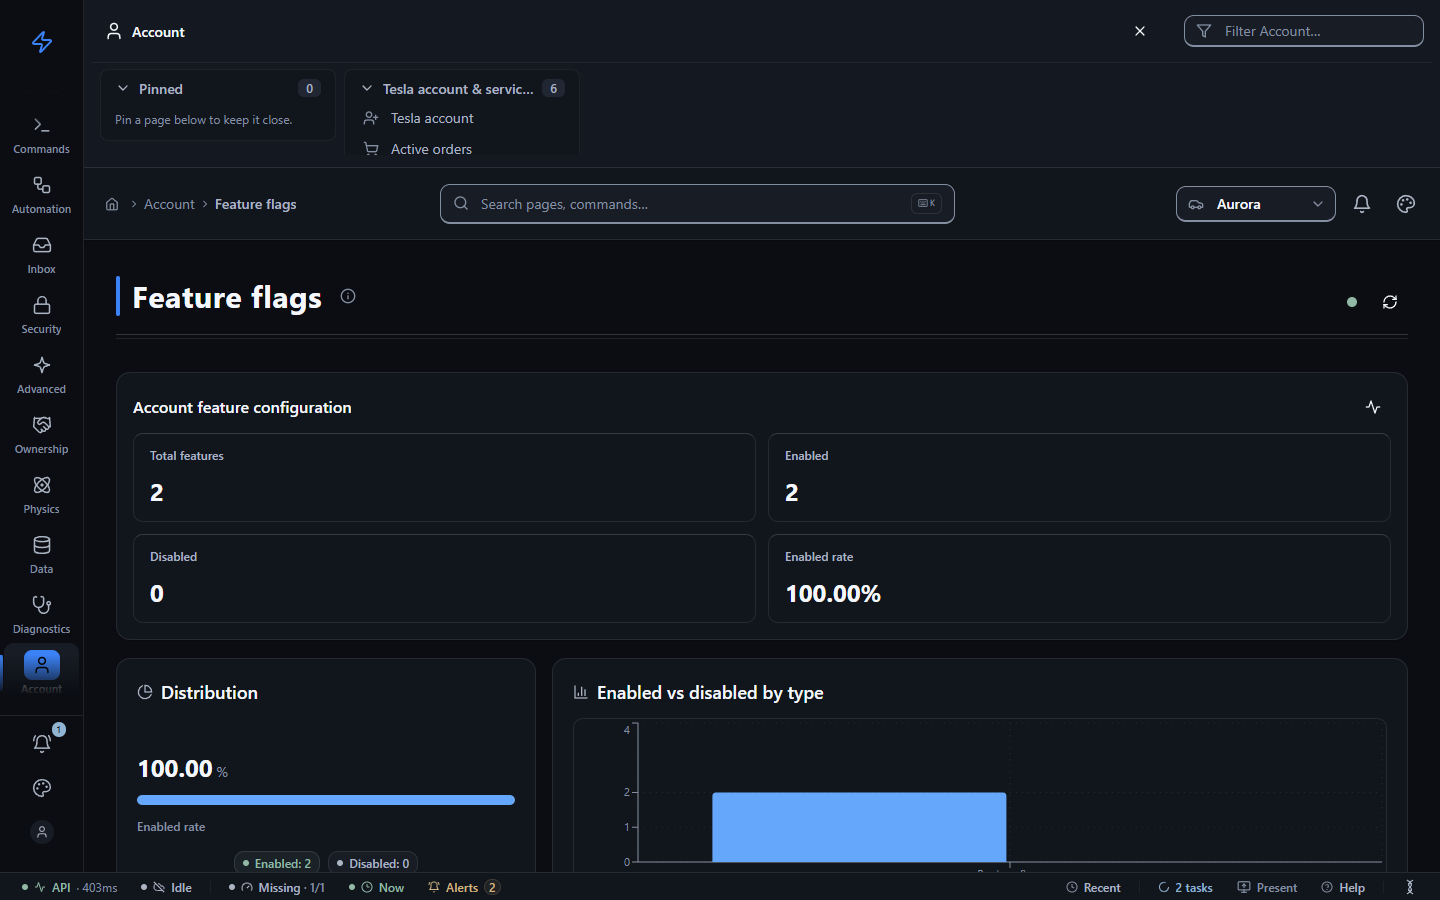 Account
Filter Account...
Pinned
0
Pin a page below to keep it close.
Tesla account & servic...
6
Tesla account
Active orders
Commands
Automation
Inbox
Security
Advanced
Ownership
Physics
Data
Diagnostics
Account
1
Account
Feature flags
Search pages, commands...
K
Aurora
Feature flags
Account feature configuration
Total features
2
Enabled
2
Disabled
0
Enabled rate
100.00%
Distribution
100.00 %
Enabled rate
Enabled: 2
Disabled: 0
Enabled vs disabled by type
4
2
1
0
API · 403ms
Idle
Missing · 1/1
Now
Alerts 2
Recent
2 tasks
Present
Help